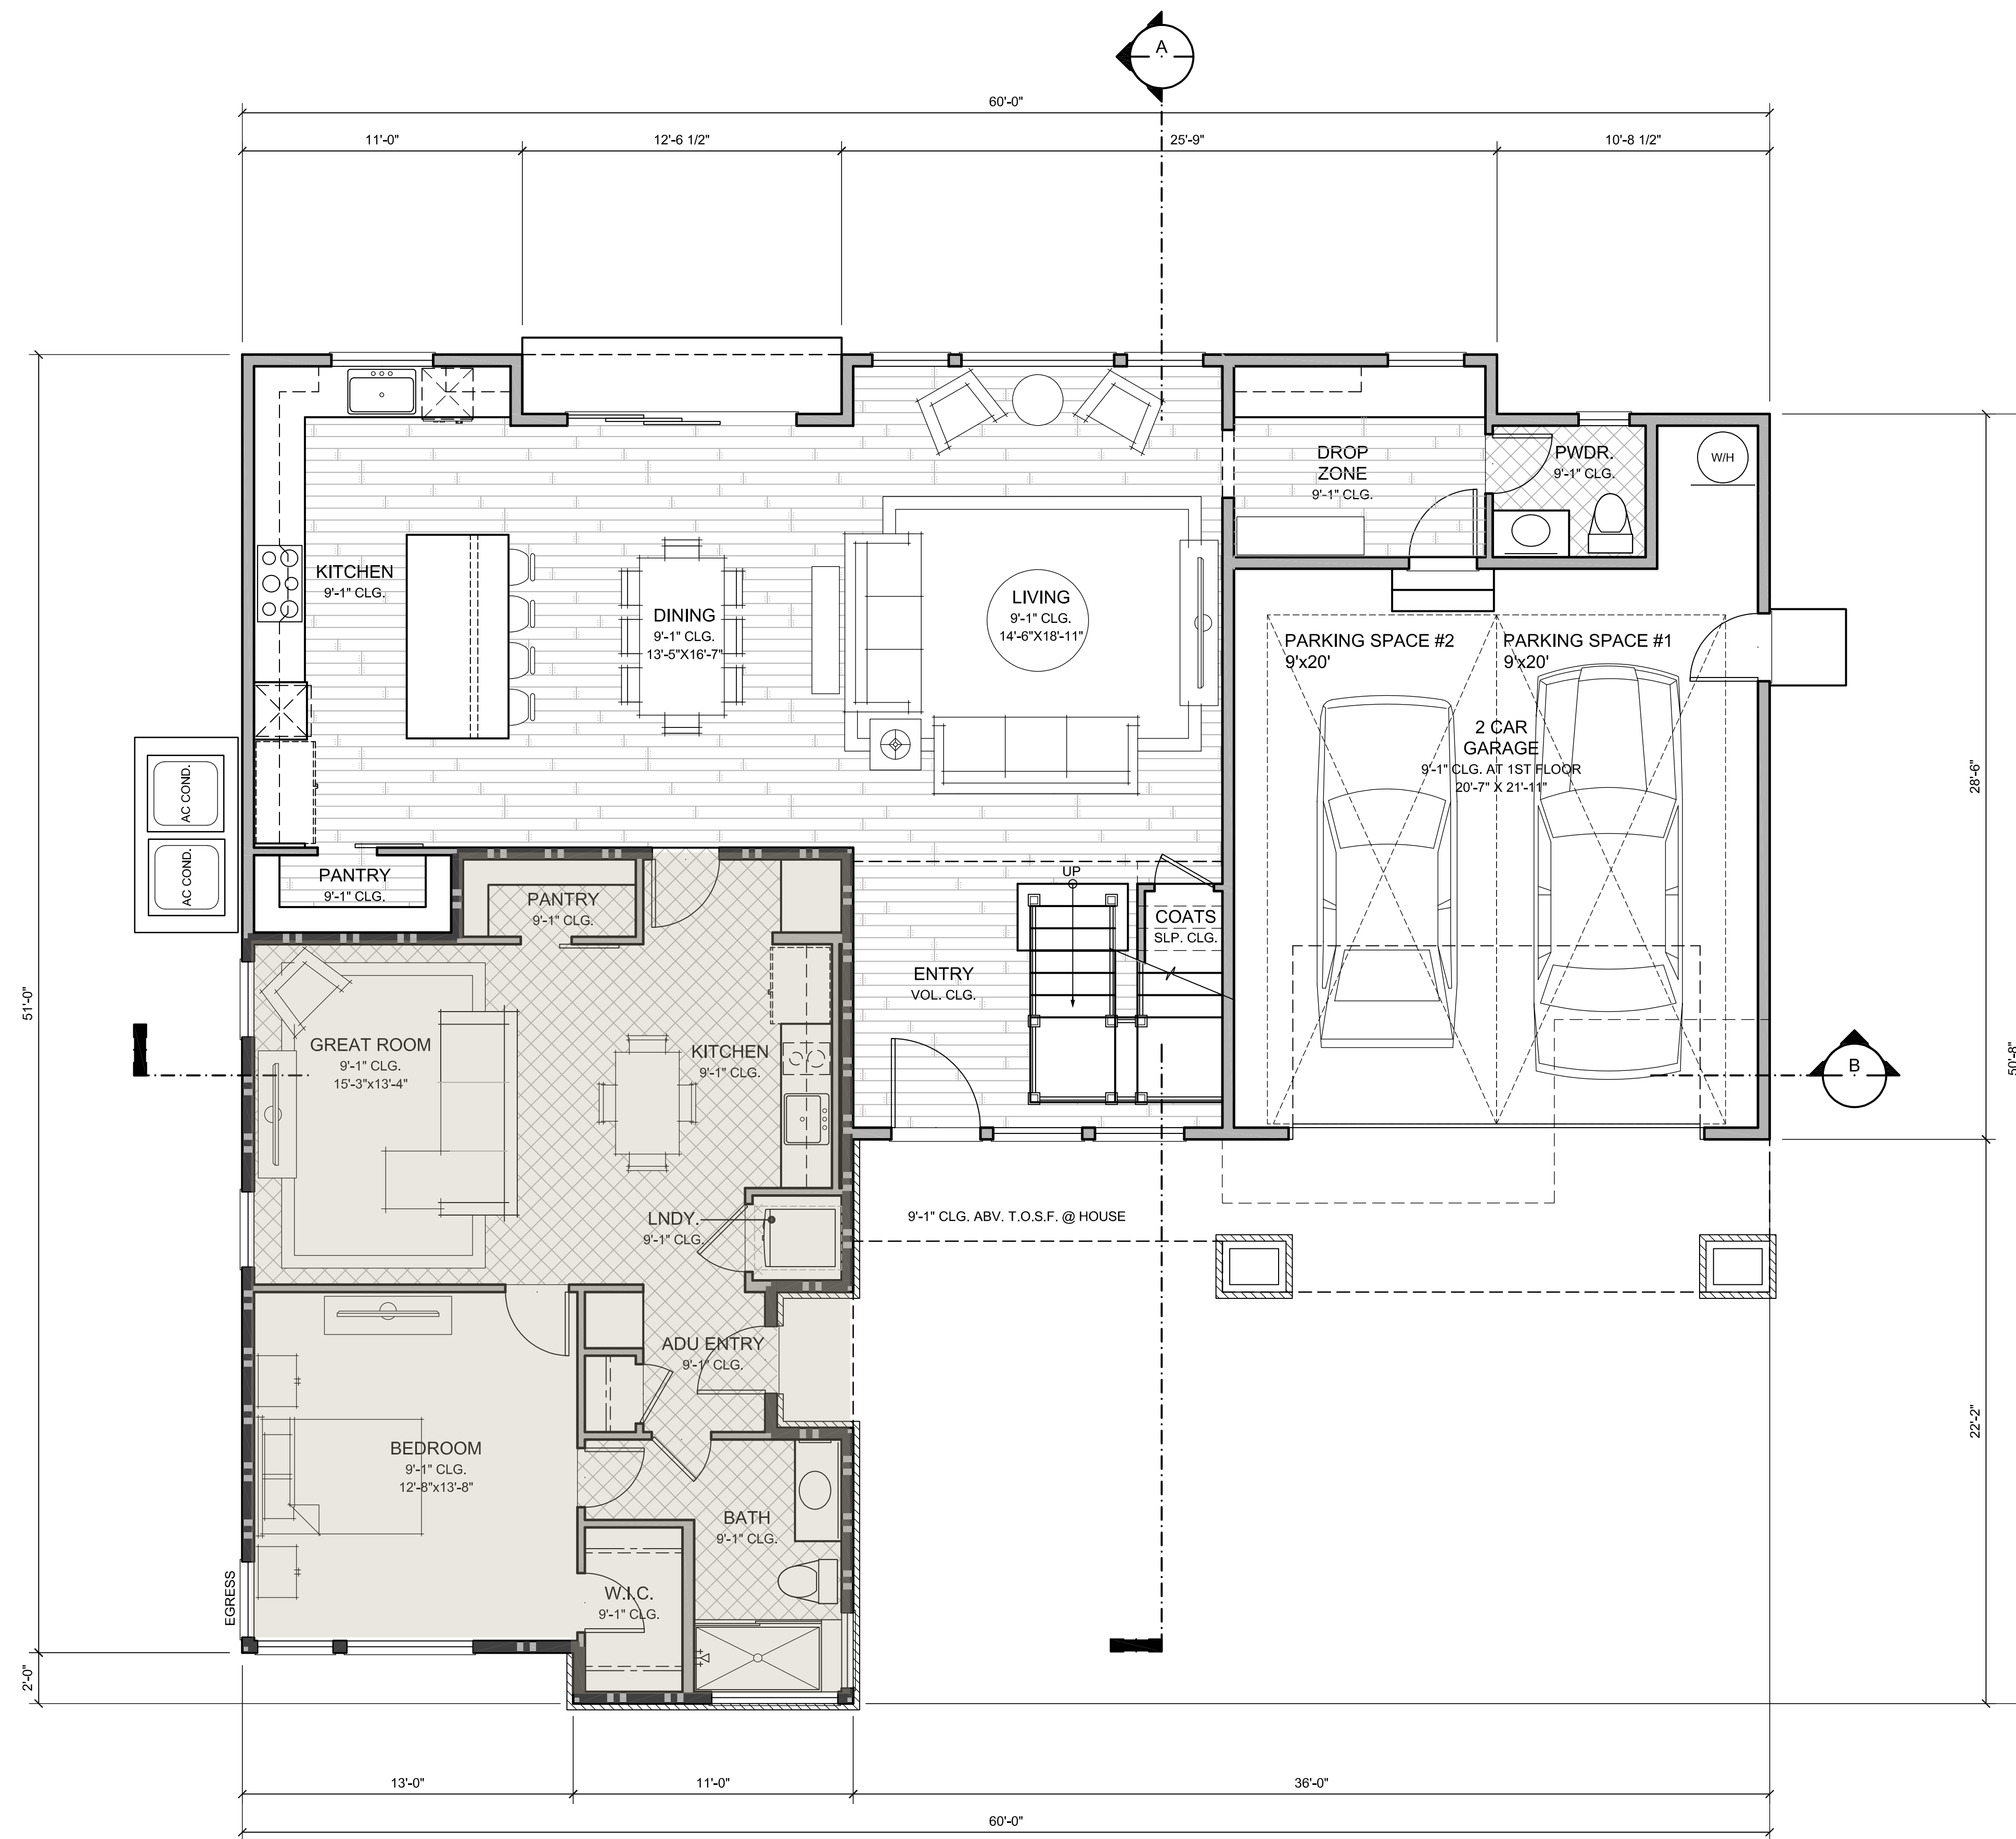 A
60'-0"
11'-0"
12'-6 1/2"
25'-9"
10'-8 1/2"
KITCHEN
9'-1" CLG.
DINING
9'-1" CLG.
13'-5"X16'-7"
LIVING
9'-1" CLG.
14'-6"X18'-11"
DROP
ZONE
9'-1" CLG.
PWDR.
9'-1" CLG.
W/H
PARKING SPACE #2
9'x20'
PARKING SPACE #1
9'x20'
2 CAR
GARAGE
9'-1" CLG. AT 1ST FLOOR
20'-7" X 21'-11"
AC COND.
AC COND.
PANTRY
9'-1" CLG.
PANTRY
9'-1" CLG.
UP
COATS
SLP. CLG.
ENTRY
VOL. CLG.
GREAT ROOM
9'-1" CLG.
15'-3"x13'-4"
KITCHEN
9'-1" CLG.
B
LNDY.
9'-1" CLG.
9'-1" CLG. ABV. T.O.S.F. @ HOUSE
ADU ENTRY
9'-1" CLG.
BEDROOM
9'-1" CLG.
12'-8"x13'-8"
BATH
9'-1" CLG.
W.I.C.
9'-1" CLG.
EGRESS
51'-0"
2'-0"
28'-6"
50'-8"
22'-2"
13'-0"
11'-0"
36'-0"
60'-0"